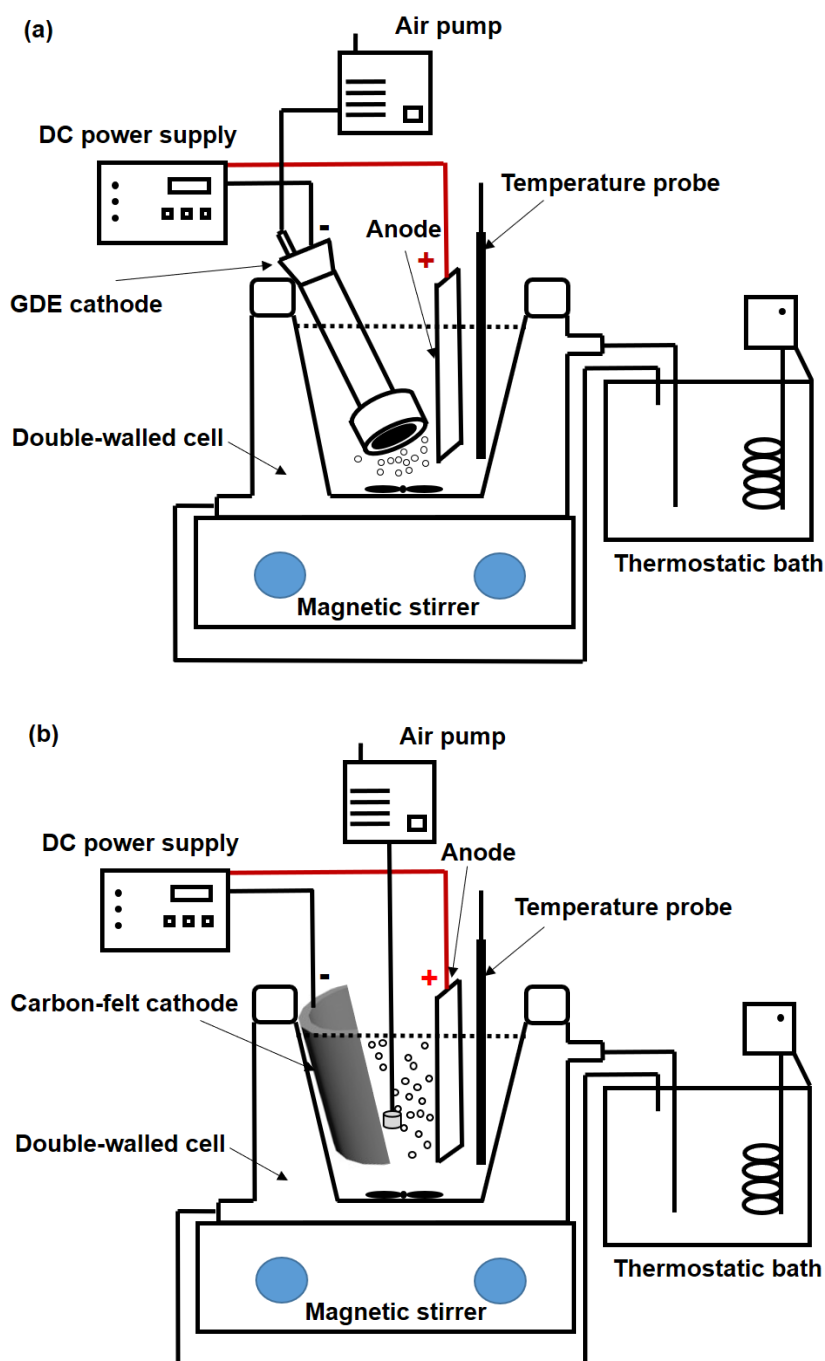 (a)
Air pump
DC power supply
Temperature probe
Anode
-
+
GDE cathode
Double-walled cell
Thermostatic bath
Magnetic stirrer
(b)
Air pump
DC power supply
Anode
Temperature probe
-
+
Carbon-felt cathode
Double-walled cell
Thermostatic bath
Magnetic stirrer